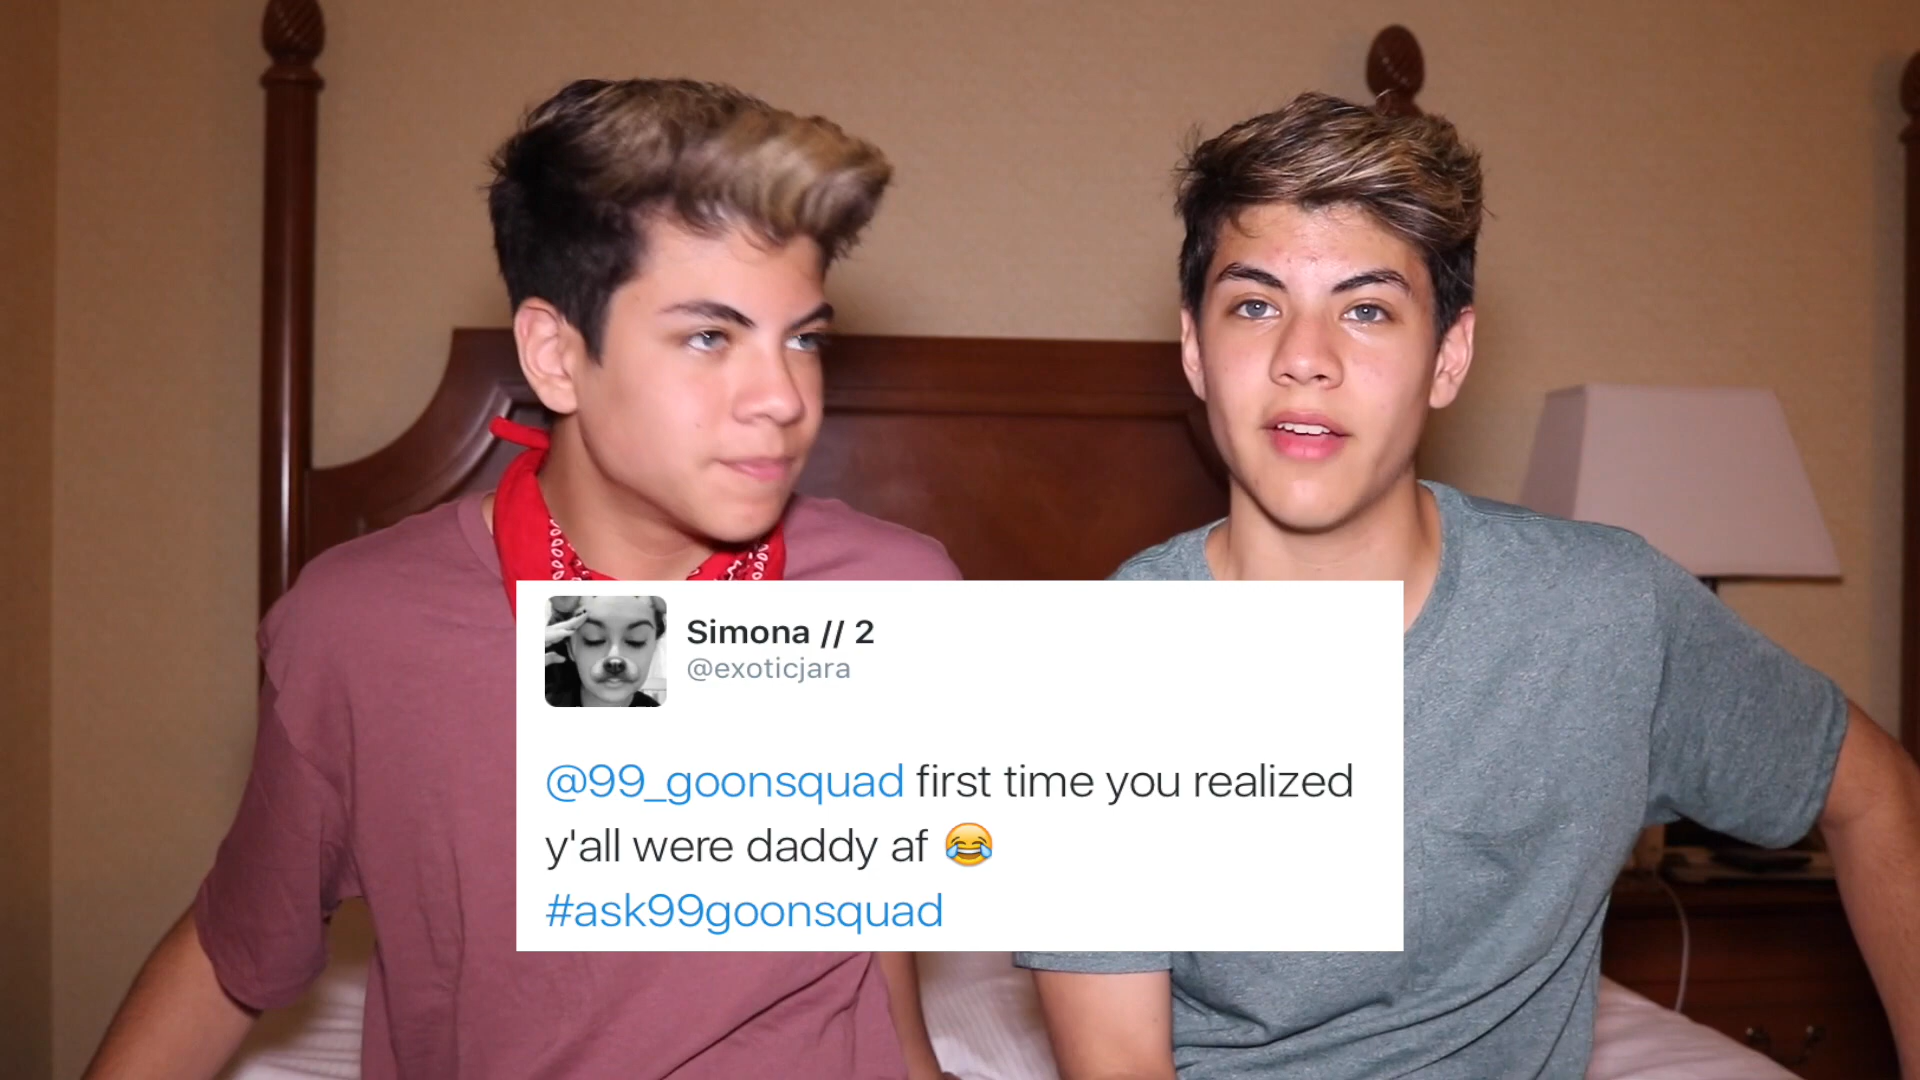 Simona // 2
@exoticjara
@99_goonsquad first time you realized
y'all were daddy af 😂
#ask99goonsquad